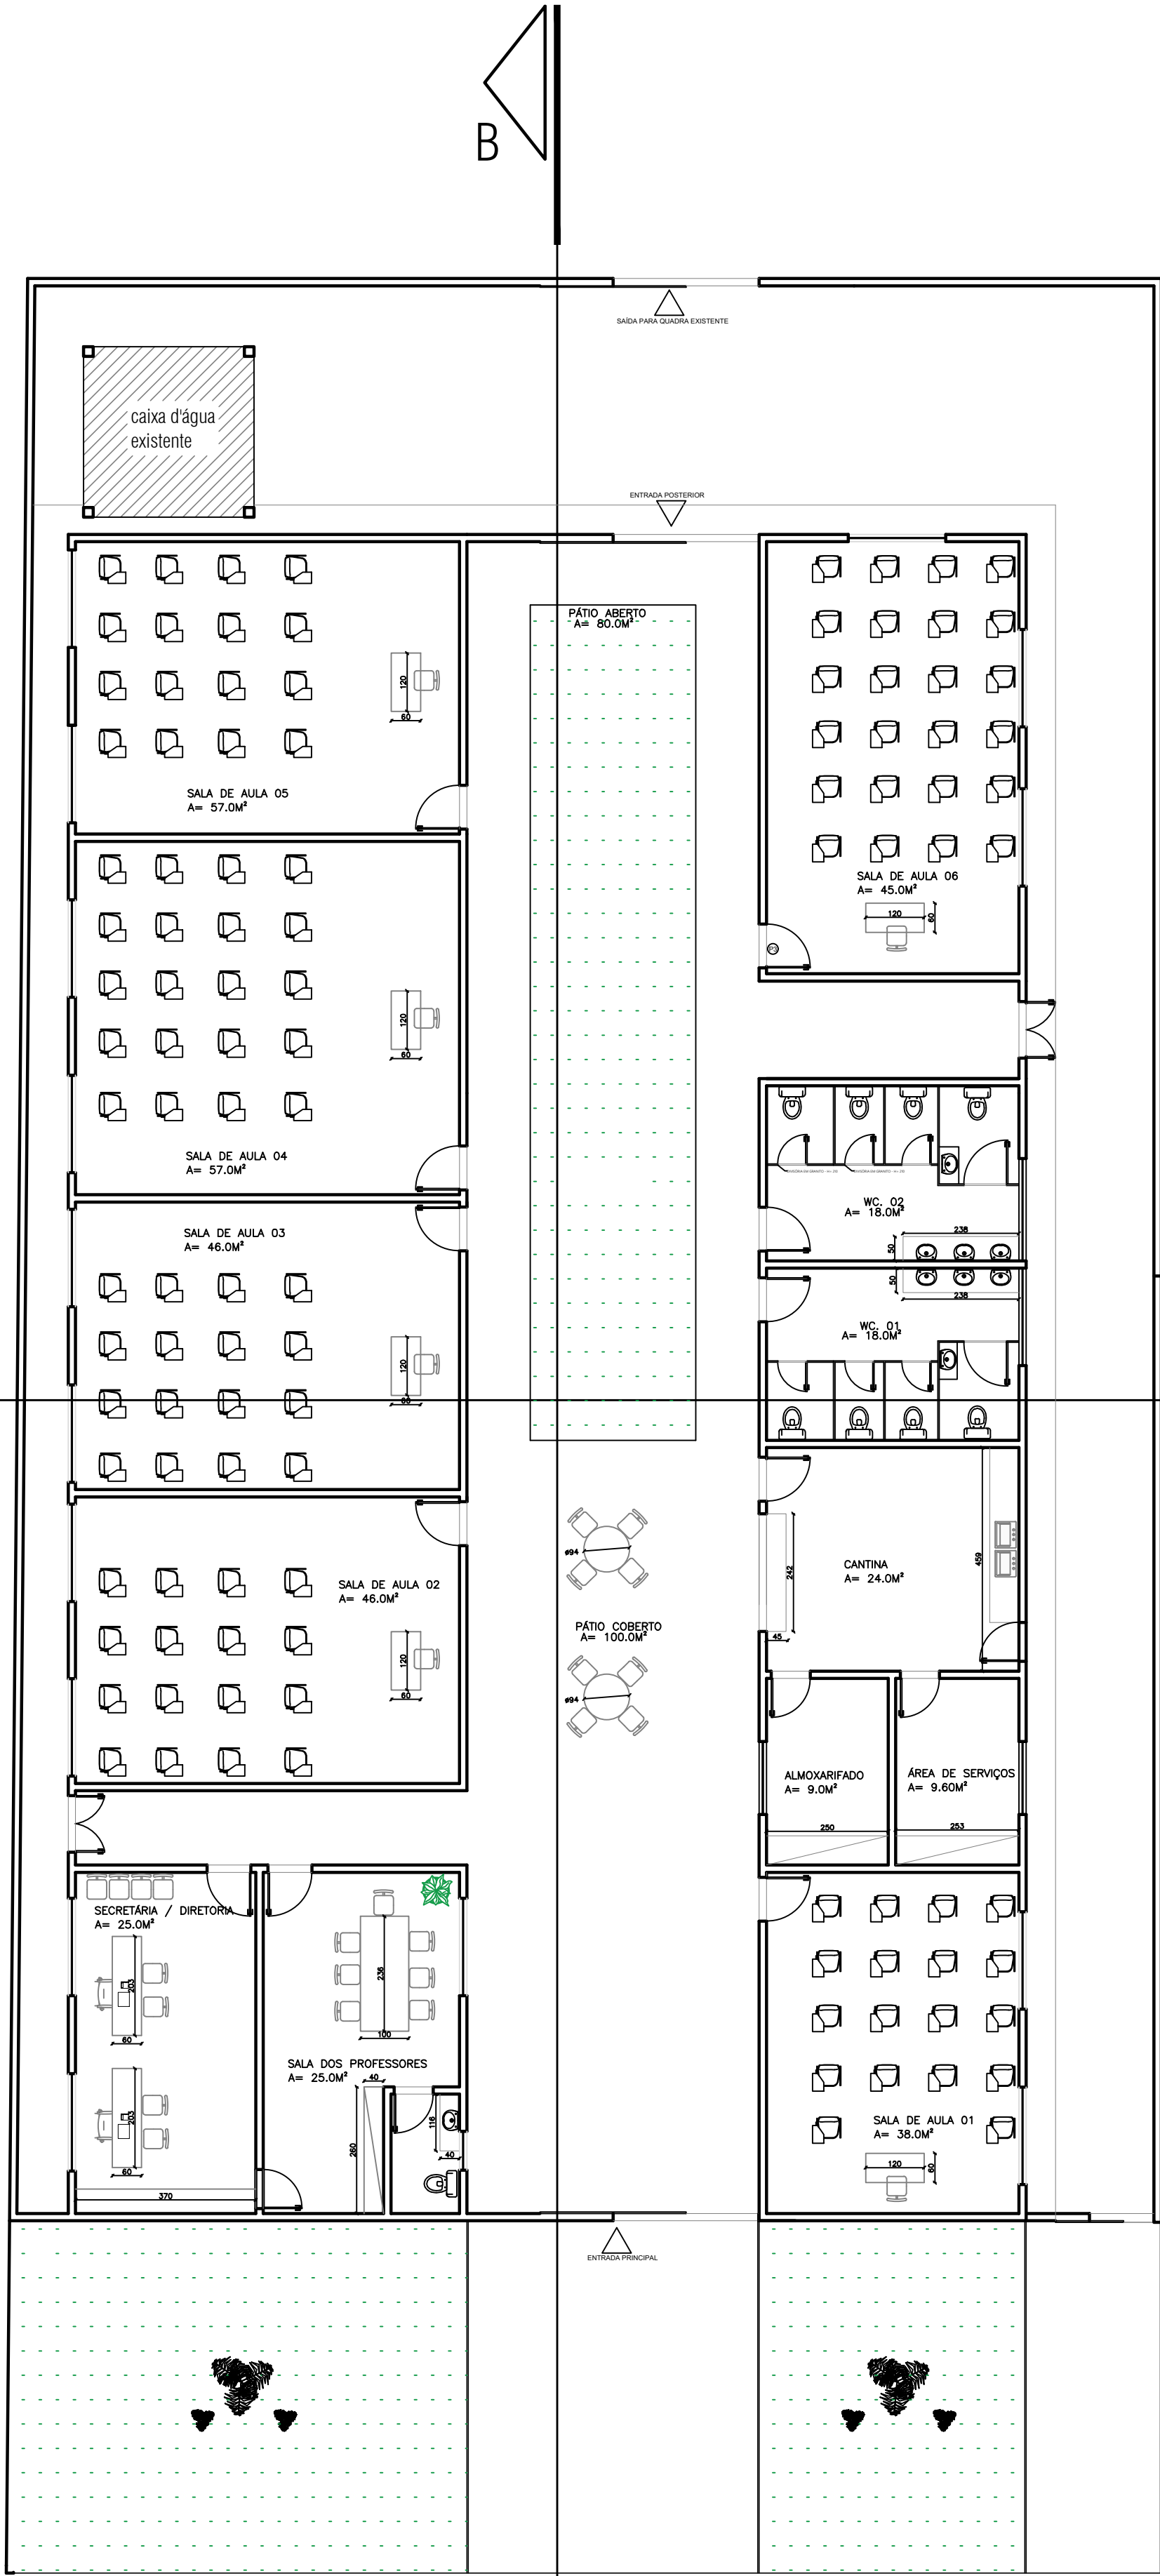 B
SAÍDA PARA QUADRA EXISTENTE
caixa d'água
existente
ENTRADA POSTERIOR
PÁTIO ABERTO
A= 80.0M²
120
60
SALA DE AULA 05
A= 57.0M²
SALA DE AULA 06
A= 45.0M²
120
60
P3
120
60
SALA DE AULA 04
A= 57.0M²
WC. 02
A= 18.0M²
238
50
SALA DE AULA 03
A= 46.0M²
50
238
WC. 01
A= 18.0M²
120
60
CANTINA
A= 24.0M²
242
45
459
ø94
PÁTIO COBERTO
A= 100.0M²
ø94
SALA DE AULA 02
A= 46.0M²
120
60
ALMOXARIFADO
A= 9.0M²
250
ÁREA DE SERVIÇOS
A= 9.60M²
253
SECRETÁRIA / DIRETORIA
A= 25.0M²
203
60
203
60
370
236
100
SALA DOS PROFESSORES
A= 25.0M²
40
260
116
40
SALA DE AULA 01
A= 38.0M²
120
60
ENTRADA PRINCIPAL